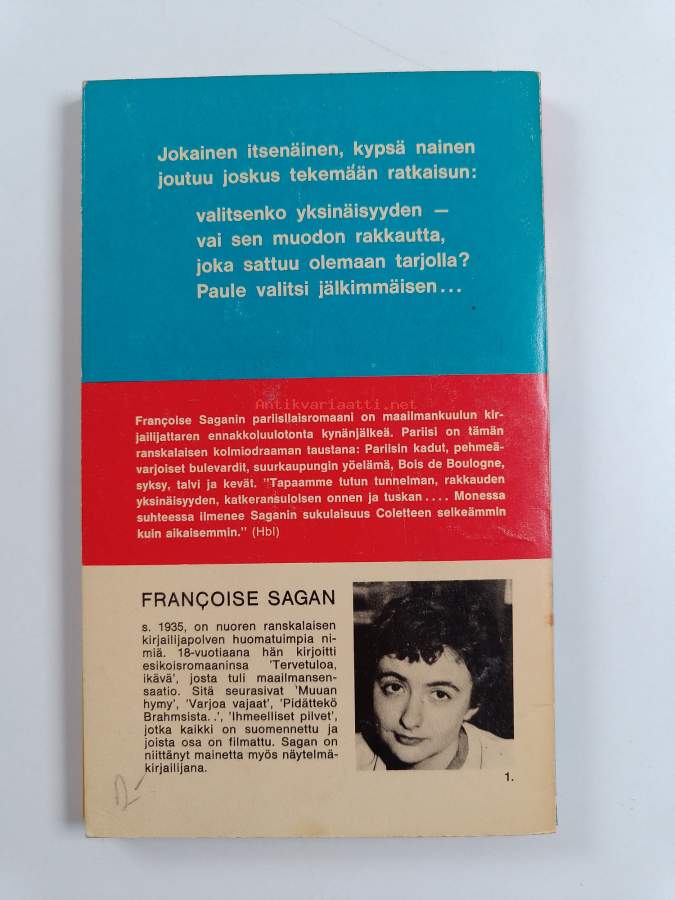 Jokainen itsenäinen, kypsä nainen
joutuu joskus tekemään ratkaisun:
valitsenko yksinäisyyden —
vai sen muodon rakkautta,
joka sattuu olemaan tarjolla?
Paule valitsi jälkimmäisen...
Antikvariaatti.net
Françoise Saganin pariisilaisromaani on maailmankuulun kir-
jailijattaren ennakkoluulotonta kynänjälkeä. Pariisi on tämän
ranskalaisen kolmiodraaman taustana: Pariisin kadut, pehmeä-
varjoiset bulevardit, suurkaupungin yöelämä, Bois de Boulogne,
syksy, talvi ja kevät. "Tapaamme tutun tunnelman, rakkauden
yksinäisyyden, katkeransuloisen onnen ja tuskan.... Monessa
suhteessa ilmenee Saganin sukulaisuus Coletteen selkeämmin
kuin aikaisemmin." (Hbl)
FRANÇOISE SAGAN
s. 1935, on nuoren ranskalaisen
kirjailijapolven huomatuimpia ni-
miä. 18-vuotiaana hän kirjoitti
esikoisromaaninsa 'Tervetuloa,
ikävä', josta tuli maailmansen-
saatio. Sitä seurasivat 'Muuan
hymy', 'Varjoa vajaat', 'Pidättekö
Brahmsista..', 'Ihmeelliset pilvet',
jotka kaikki on suomennettu ja
joista osa on filmattu. Sagan on
niittänyt mainetta myös näytelmä-
kirjailijana.
1.